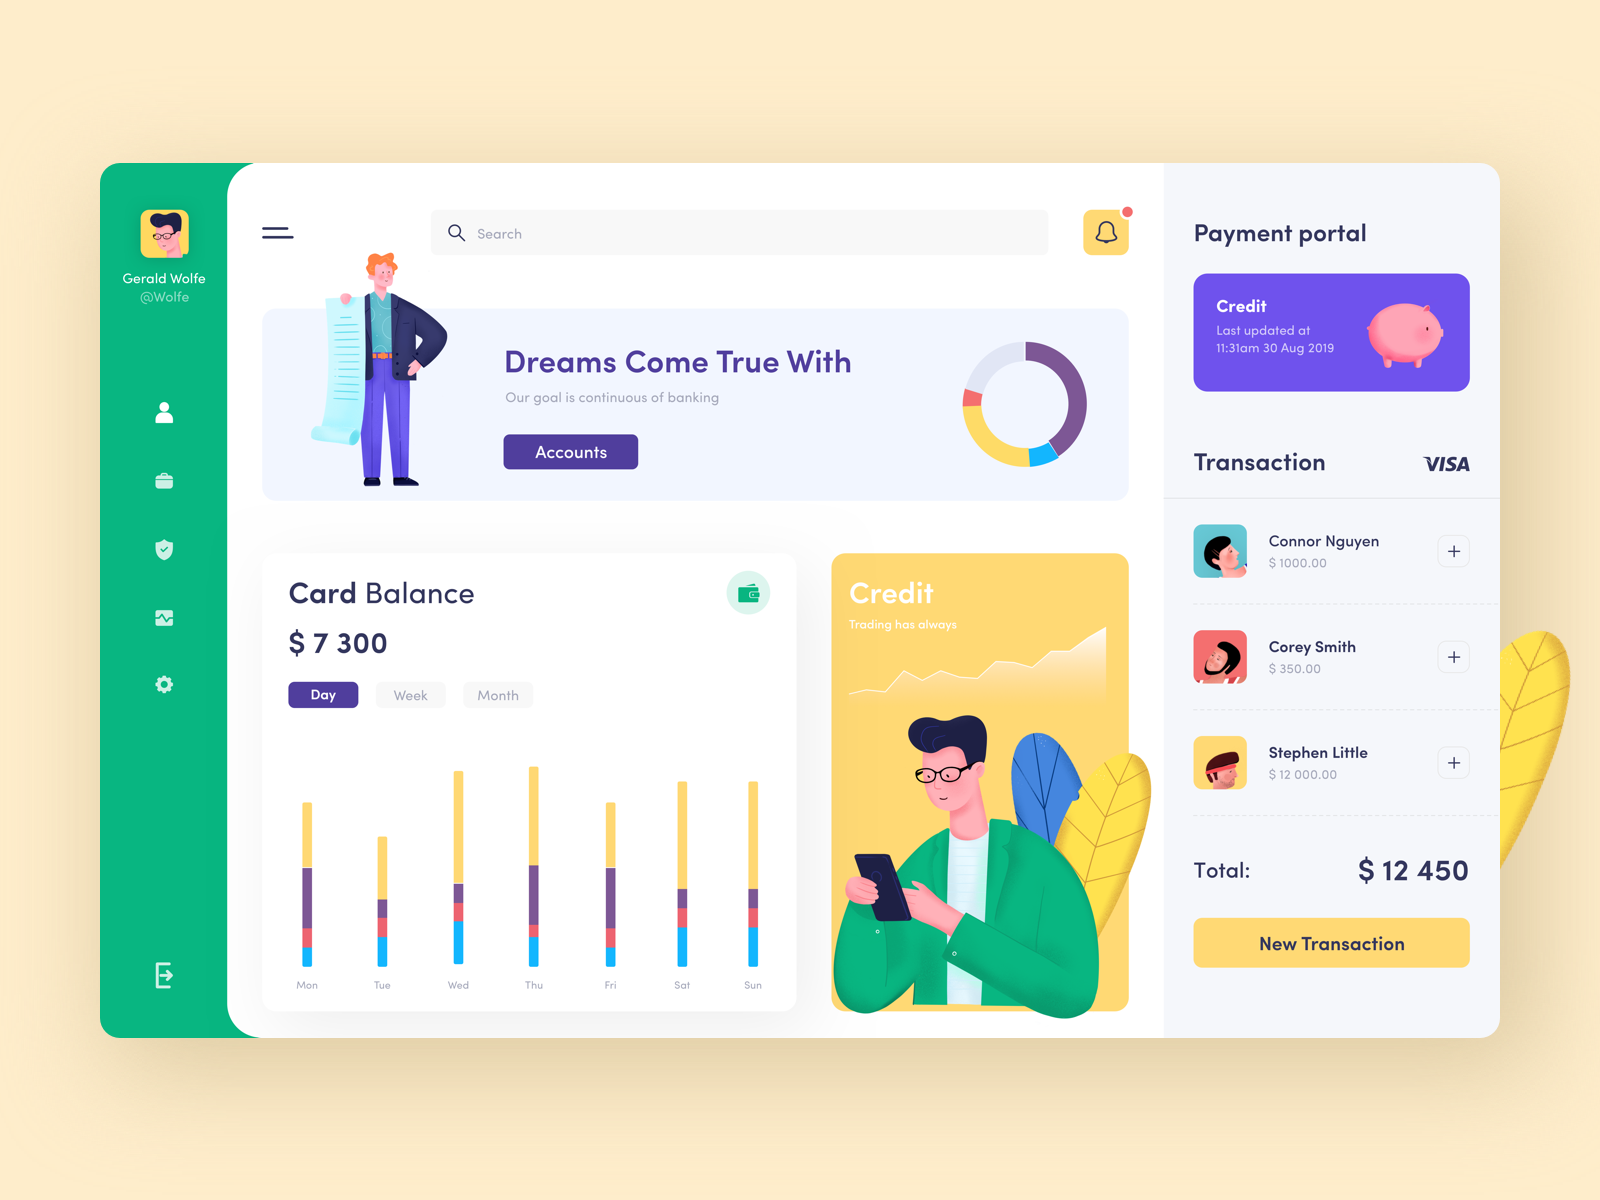 Gerald Wolfe
@Wolfe
Search
Dreams Come True With
Our goal is continuous of banking
Accounts
Card Balance
$ 7 300
Day
Week
Month
Mon
Tue
Wed
Thu
Fri
Sat
Sun
Credit
Trading has always
Payment portal
Credit
Last updated at
11:31am 30 Aug 2019
Transaction
VISA
Connor Nguyen
$ 1000.00
Corey Smith
$ 350.00
Stephen Little
$ 12 000.00
Total:
$ 12 450
New Transaction